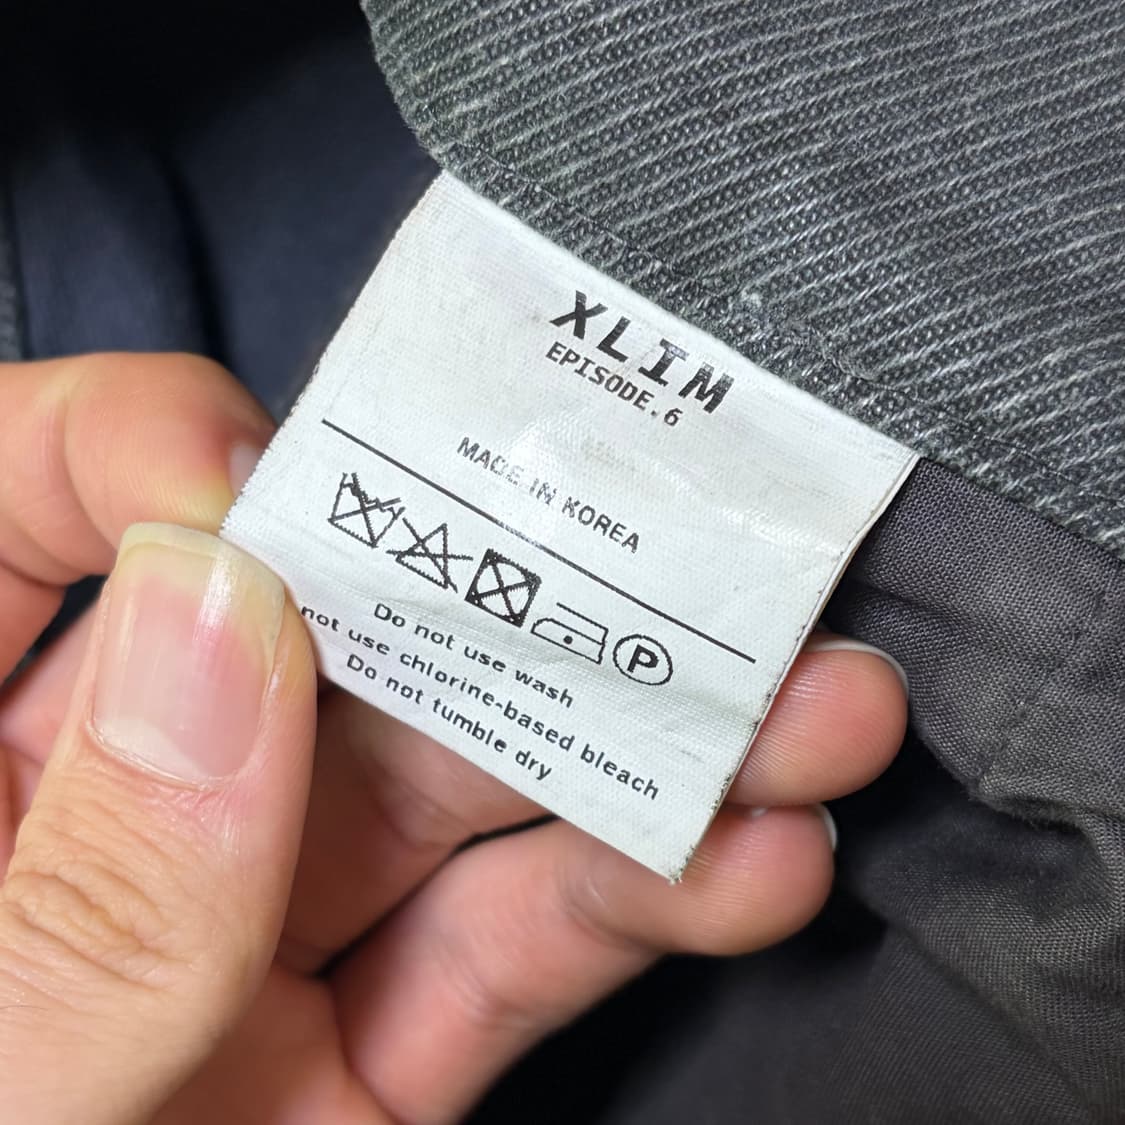 XLIM
EPISODE.6
MADE IN KOREA
P
Do not use wash
not use chlorine-based bleach
Do not tumble dry